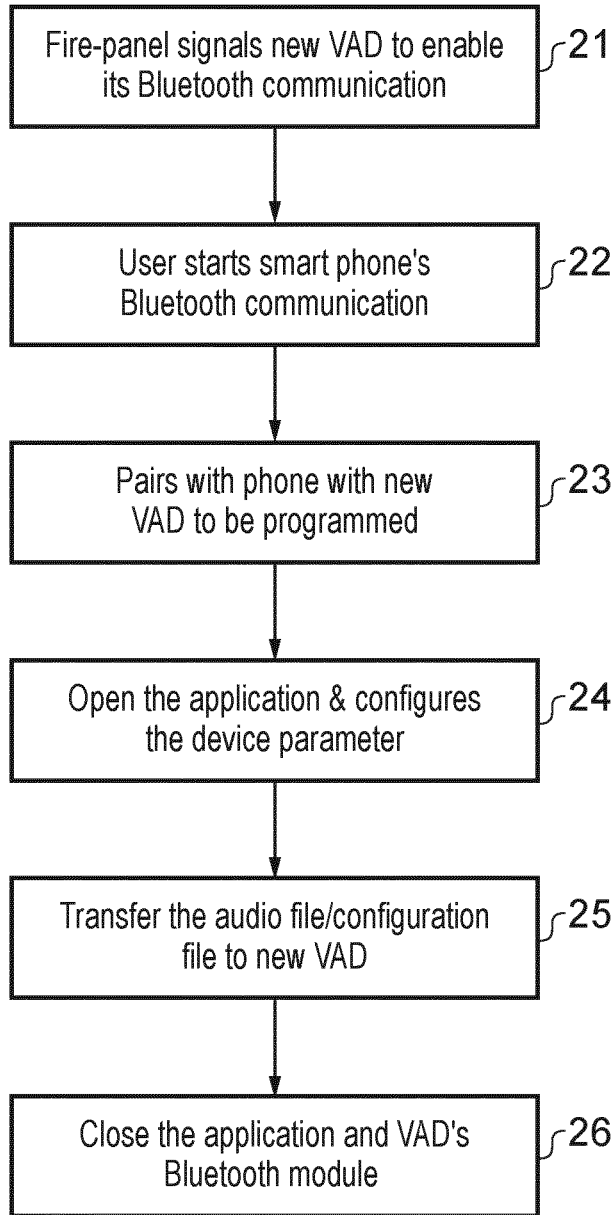 Fire-panel signals new VAD to enable
its Bluetooth communication
21
User starts smart phone's
Bluetooth communication
22
Pairs with phone with new
VAD to be programmed
23
Open the application & configures
the device parameter
24
Transfer the audio file/configuration
file to new VAD
25
Close the application and VAD's
Bluetooth module
26